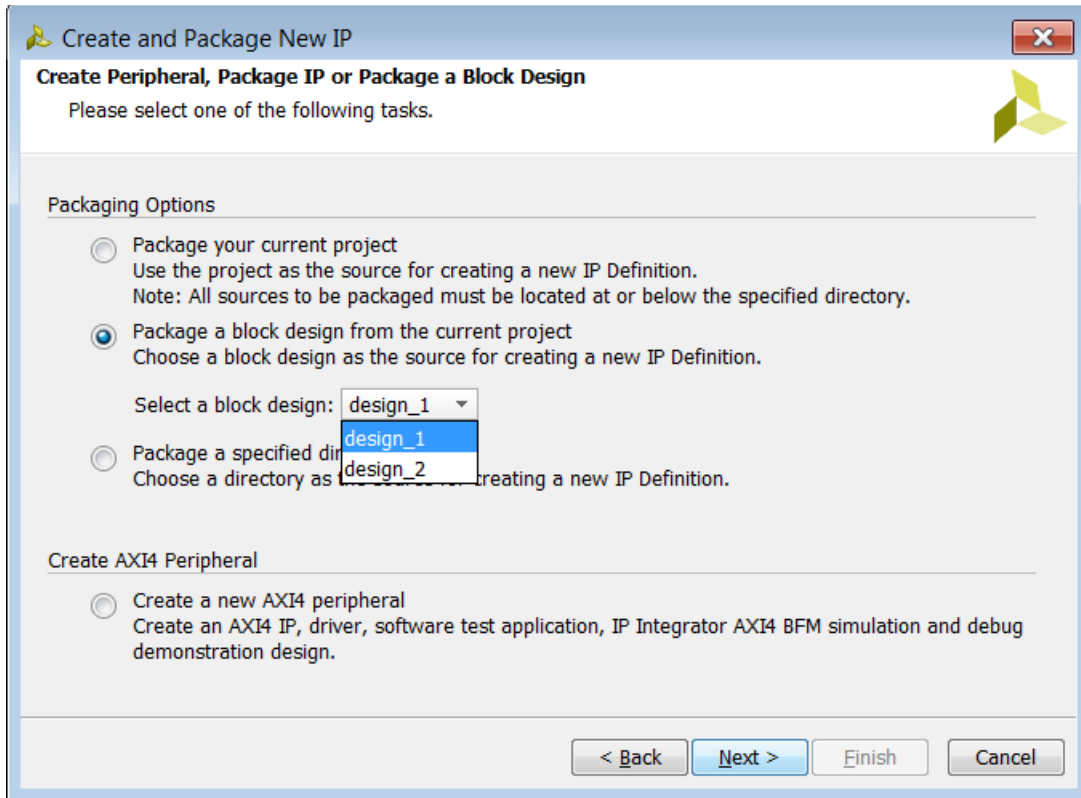 Create and Package New IP
Create Peripheral, Package IP or Package a Block Design
Please select one of the following tasks.
Packaging Options
Package your current project
Use the project as the source for creating a new IP Definition.
Note: All sources to be packaged must be located at or below the specified directory.
Package a block design from the current project
Choose a block design as the source for creating a new IP Definition.
Select a block design: design_1
design_1
Package a specified
design_2
Choose a directory as creating a new IP Definition.
Create AXI4 Peripheral
Create a new AXI4 peripheral
Create an AXI4 IP, driver, software test application, IP Integrator AXI4 BFM simulation and debug
demonstration design.
< Back Next > Finish Cancel